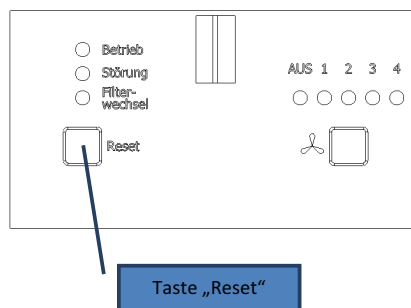 Betrieb
Störung
Filter-
wechsel
AUS 1 2 3 4
Reset
Taste „Reset“